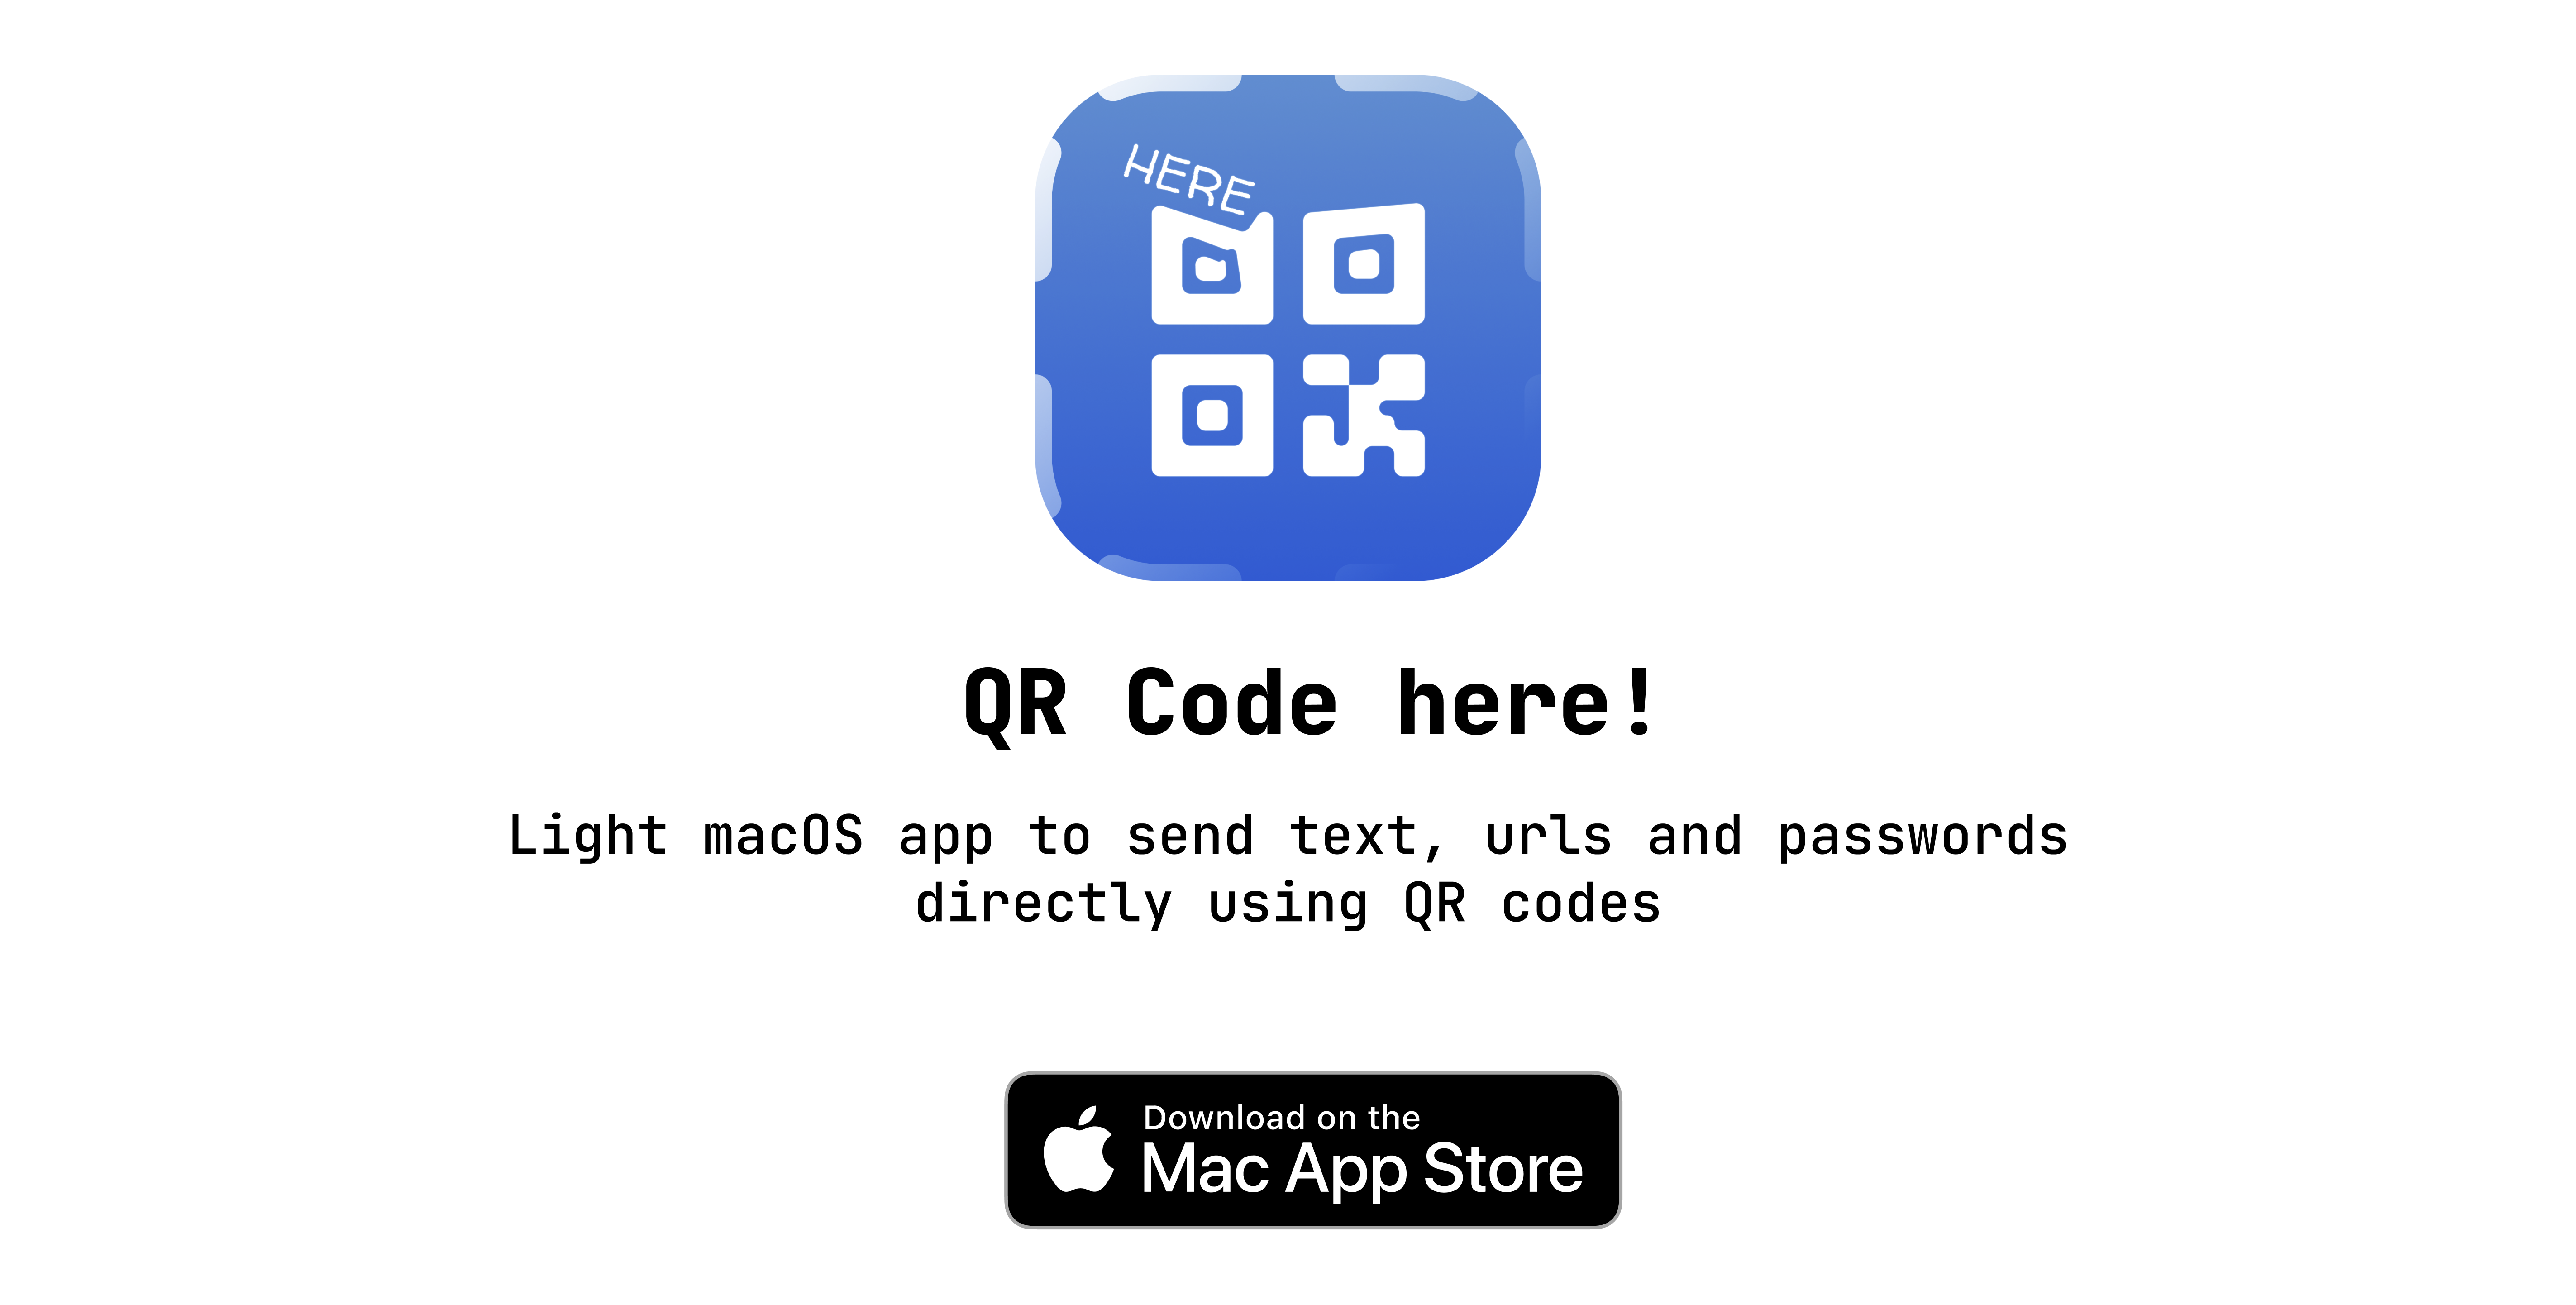 HERE
QR Code here!
Light macOS app to send text, urls and passwords
directly using QR codes
Download on the
Mac App Store